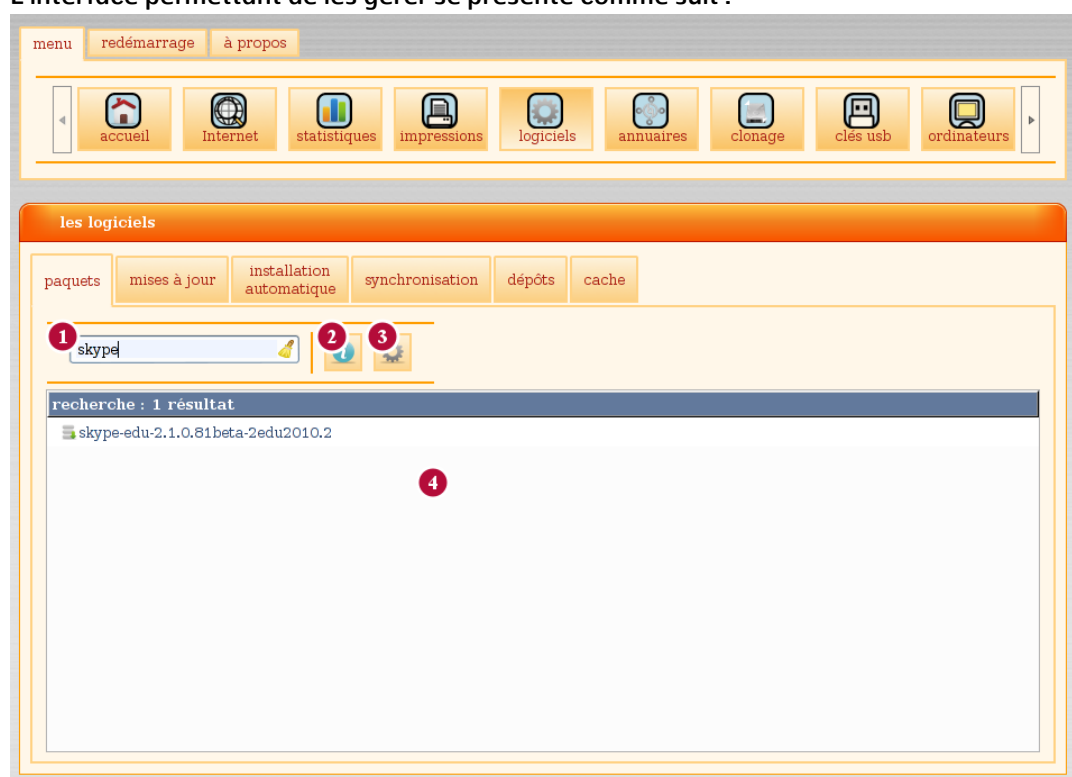 L'interface permettant de les gérer se présente comme suit :
menu redémarrage à propos
accueil Internet statistiques impressions logiciels annuaires clonage clés usb ordinateurs
les logiciels
paquets mises à jour installation automatique synchronisation dépôts cache
1 skype 2 3
recherche : 1 résultat
skype-edu-2.1.0.81beta-2edu2010.2
4